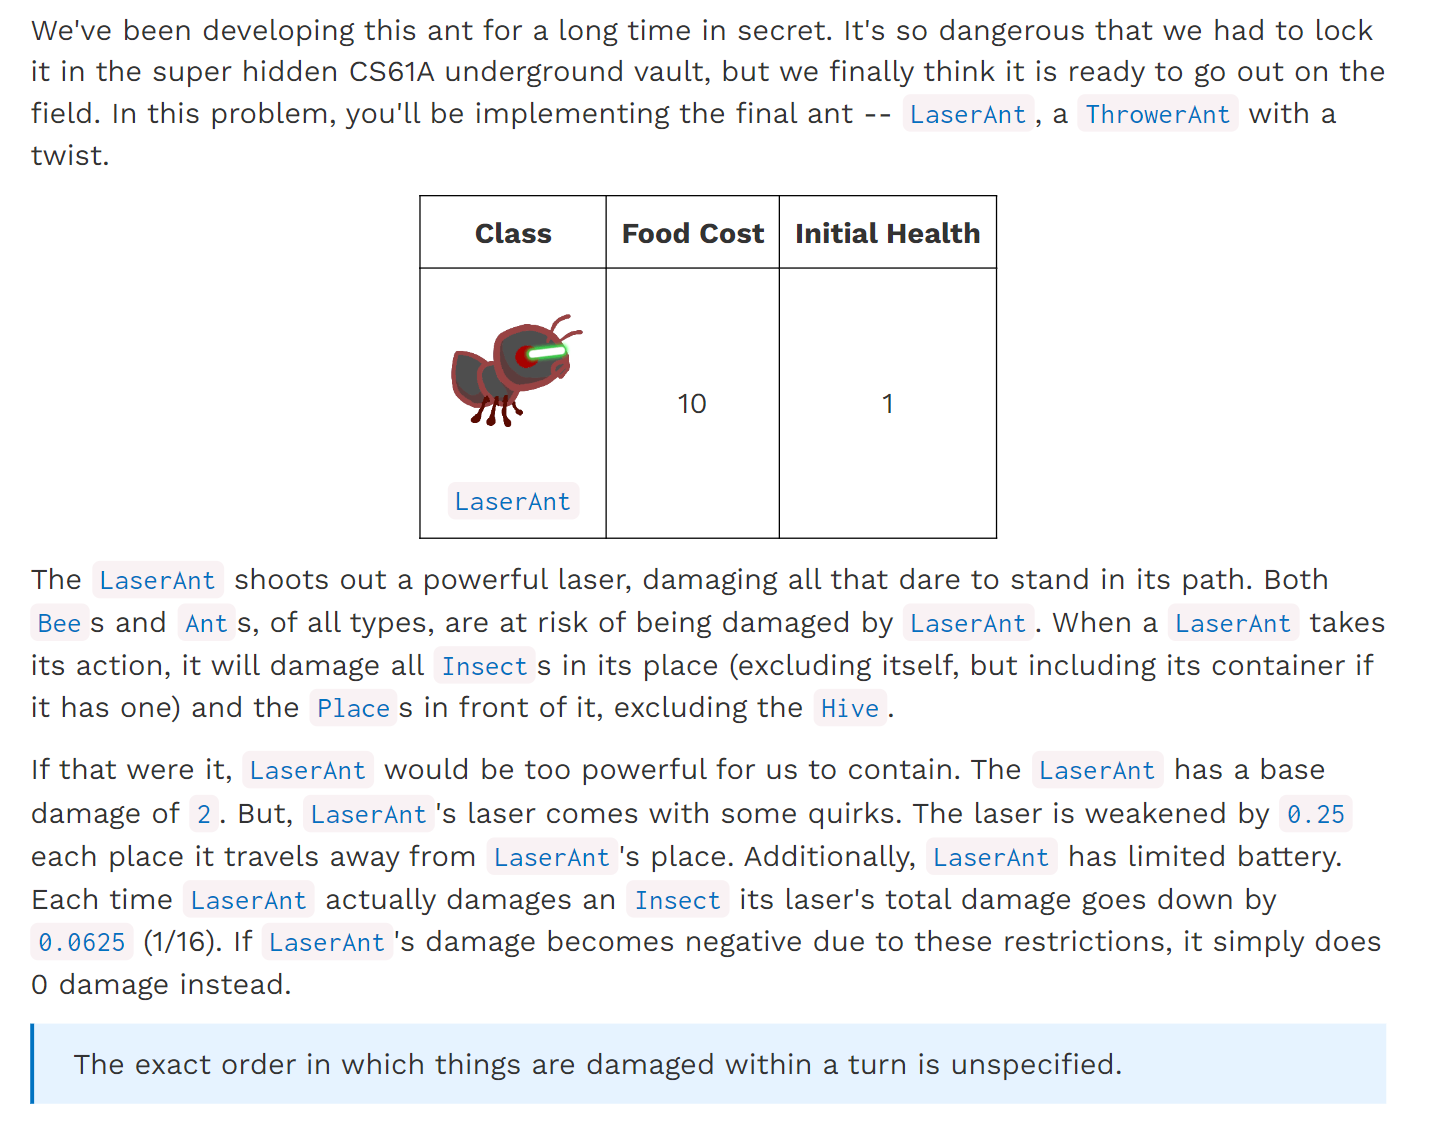 We've been developing this ant for a long time in secret. It's so dangerous that we had to lock
it in the super hidden CS61A underground vault, but we finally think it is ready to go out on the
field. In this problem, you'll be implementing the final ant -- LaserAnt, a ThrowerAnt with a
twist.
Class Food Cost Initial Health
10 1
LaserAnt
The LaserAnt shoots out a powerful laser, damaging all that dare to stand in its path. Both
Bees and Ants, of all types, are at risk of being damaged by LaserAnt. When a LaserAnt takes
its action, it will damage all Insects in its place (excluding itself, but including its container if
it has one) and the Places in front of it, excluding the Hive.
If that were it, LaserAnt would be too powerful for us to contain. The LaserAnt has a base
damage of 2. But, LaserAnt's laser comes with some quirks. The laser is weakened by 0.25
each place it travels away from LaserAnt's place. Additionally, LaserAnt has limited battery.
Each time LaserAnt actually damages an Insect its laser's total damage goes down by
0.0625 (1/16). If LaserAnt's damage becomes negative due to these restrictions, it simply does
0 damage instead.
The exact order in which things are damaged within a turn is unspecified.